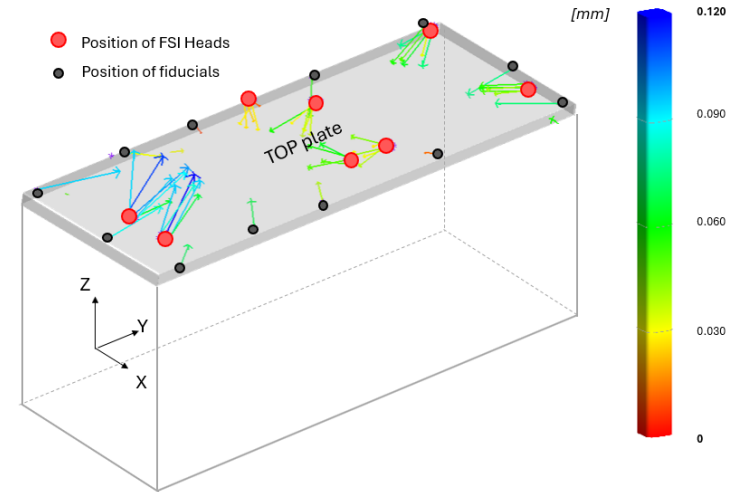 [mm]
0.120
Position of FSI Heads
Position of fiducials
0.090
TOP plate
0.060
Z
Y
0.030
X
0